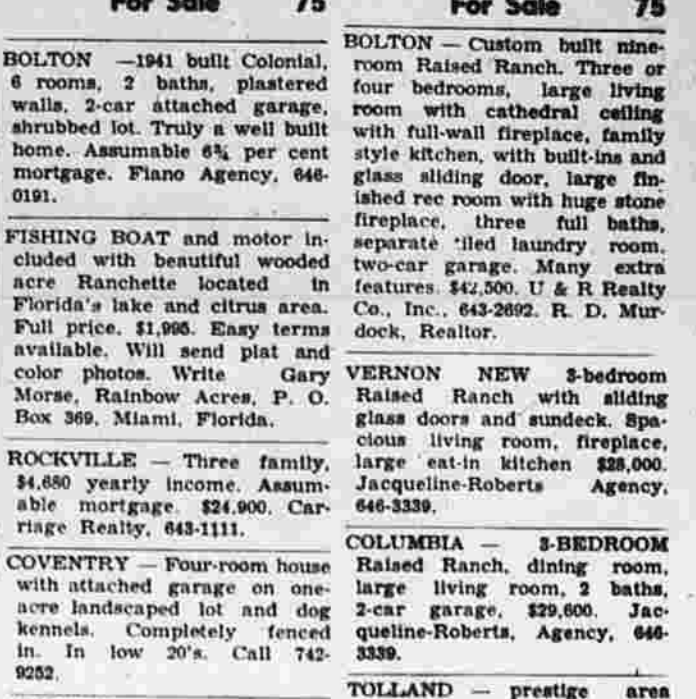 For Sale 75
BOLTON —1941 built Colonial,
6 rooms, 2 baths, plastered
walls, 2-car attached garage,
shrubbed lot. Truly a well built
home. Assumable 6¾ per cent
mortgage. Fiano Agency, 646-
0191.
FISHING BOAT and motor in-
cluded with beautiful wooded
acre Ranchette located in
Florida's lake and citrus area.
Full price, $1,995. Easy terms
available. Will send plat and
color photos. Write Gary
Morse, Rainbow Acres, P. O.
Box 369, Miami, Florida.
ROCKVILLE — Three family,
$4,680 yearly income. Assum-
able mortgage. $24,900. Car-
riage Realty, 643-1111.
COVENTRY — Four-room house
with attached garage on one-
acre landscaped lot and dog
kennels. Completely fenced
in. In low 20's. Call 742-
9252.
For Sale 75
BOLTON — Custom built nine-
room Raised Ranch. Three or
four bedrooms, large living
room with cathedral ceiling
with full-wall fireplace, family
style kitchen, with built-ins and
glass sliding door, large fin-
ished rec room with huge stone
fireplace, three full baths,
separate tiled laundry room,
two-car garage. Many extra
features. $42,500. U & R Realty
Co., Inc., 643-2692. R. D. Mur-
dock, Realtor.
VERNON NEW 3-bedroom
Raised Ranch with sliding
glass doors and sundeck. Spa-
cious living room, fireplace,
large eat-in kitchen $28,000.
Jacqueline-Roberts Agency,
646-3339.
COLUMBIA — 3-BEDROOM
Raised Ranch, dining room,
large living room, 2 baths,
2-car garage, $29,600. Jac-
queline-Roberts, Agency, 646-
3339.
TOLLAND — prestige area